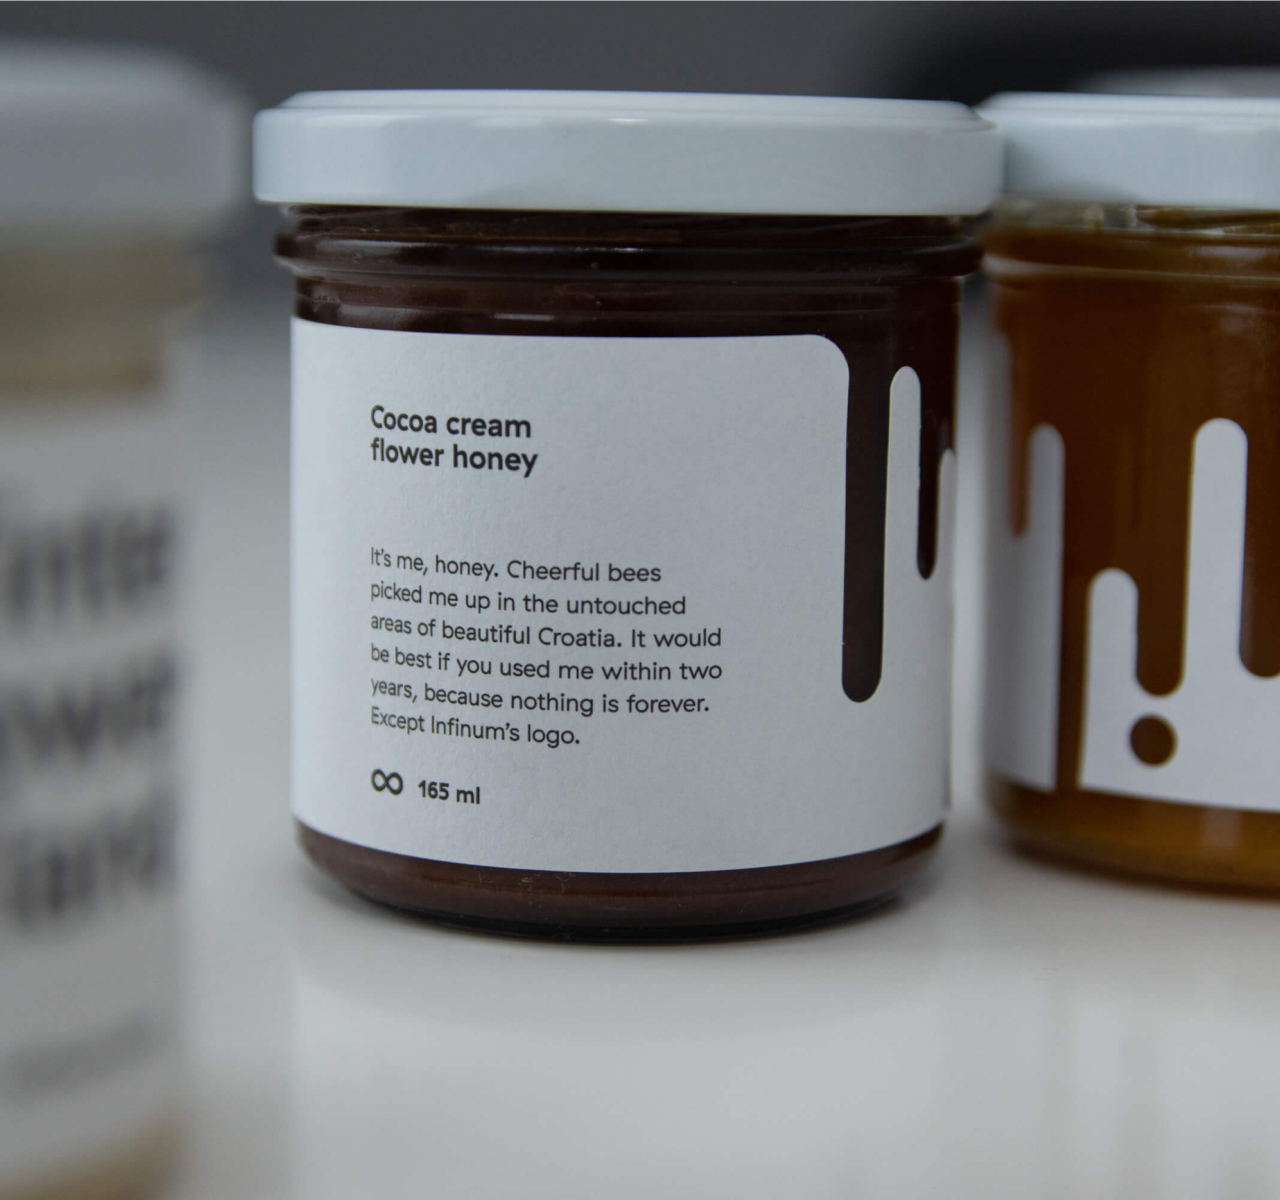 Cocoa cream
flower honey
It's me, honey. Cheerful bees
picked me up in the untouched
areas of beautiful Croatia. It would
be best if you used me within two
years, because nothing is forever.
Except Infinum's logo.
∞ 165 ml